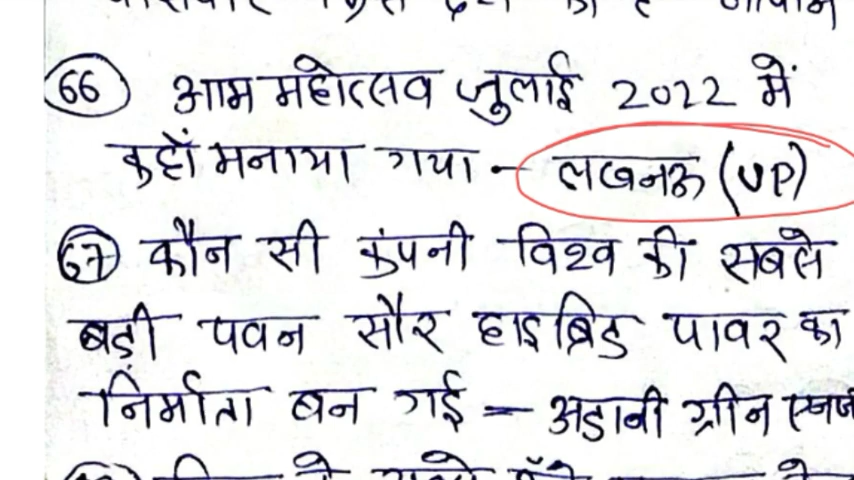 66 आम महोत्सव जुलाई 2022 में
कहाँ मनाया गया - लखनऊ (UP)
67 कौन सी कंपनी विश्व की सबसे
बड़ी पवन सौर हाइब्रिड पावर का
निर्माता बन गई - अडानी ग्रीन एनर्जी